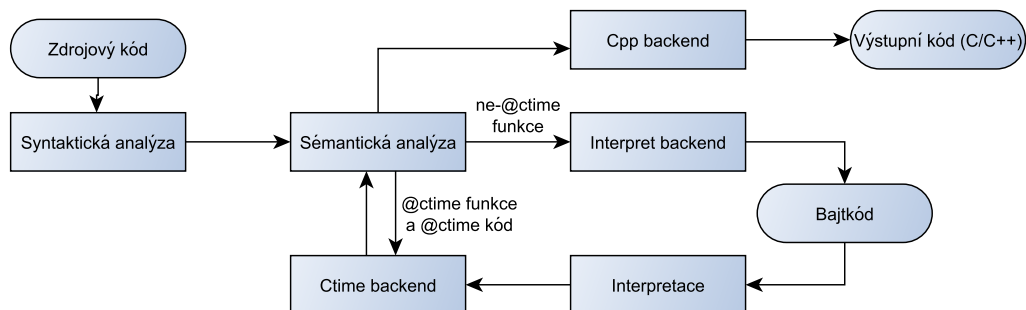 Zdrojový kód
Cpp backend
Výstupní kód (C/C++)
Syntaktická analýza
Sémantická analýza
ne-@ctime
funkce
Interpret backend
Bajtkód
@ctime funkce
a @ctime kód
Ctime backend
Interpretace